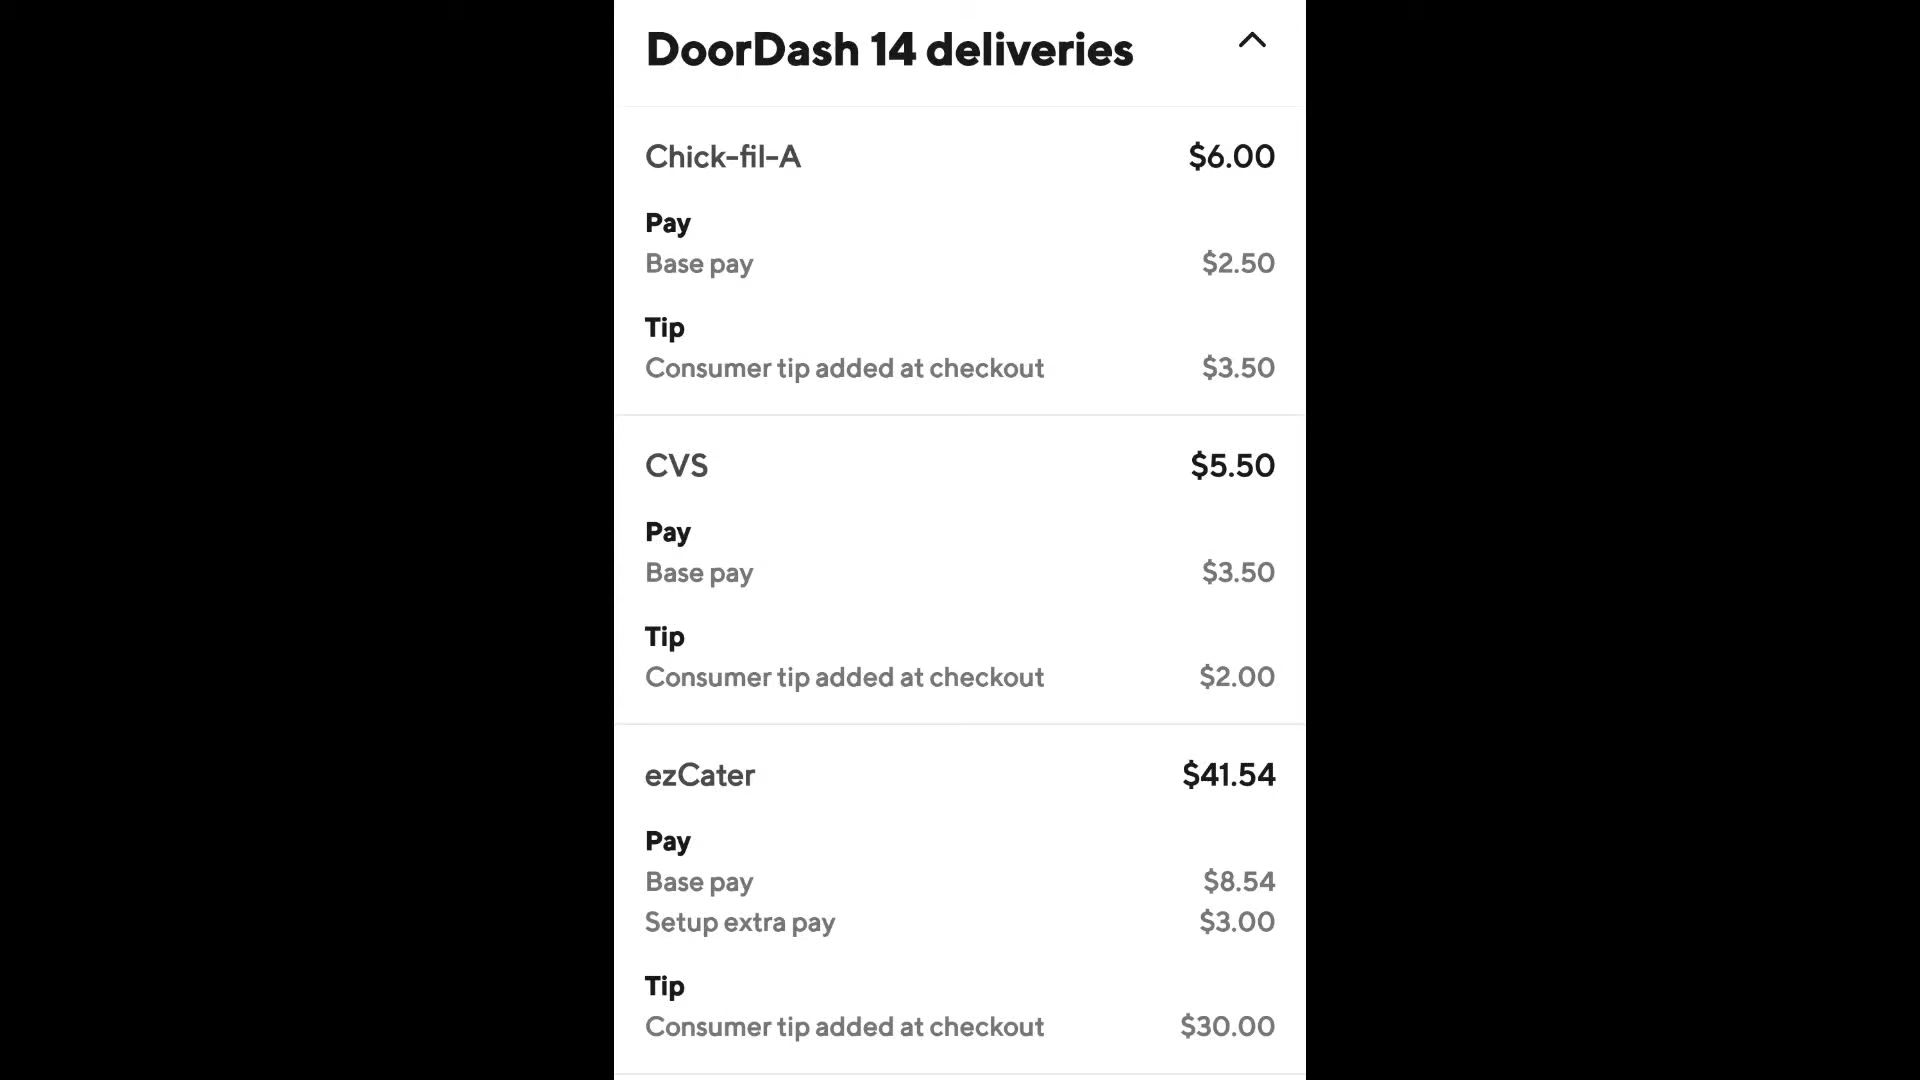 DoorDash 14 deliveries
Chick-fil-A $6.00
Pay
Base pay $2.50
Tip
Consumer tip added at checkout $3.50
CVS $5.50
Pay
Base pay $3.50
Tip
Consumer tip added at checkout $2.00
ezCater $41.54
Pay
Base pay $8.54
Setup extra pay $3.00
Tip
Consumer tip added at checkout $30.00